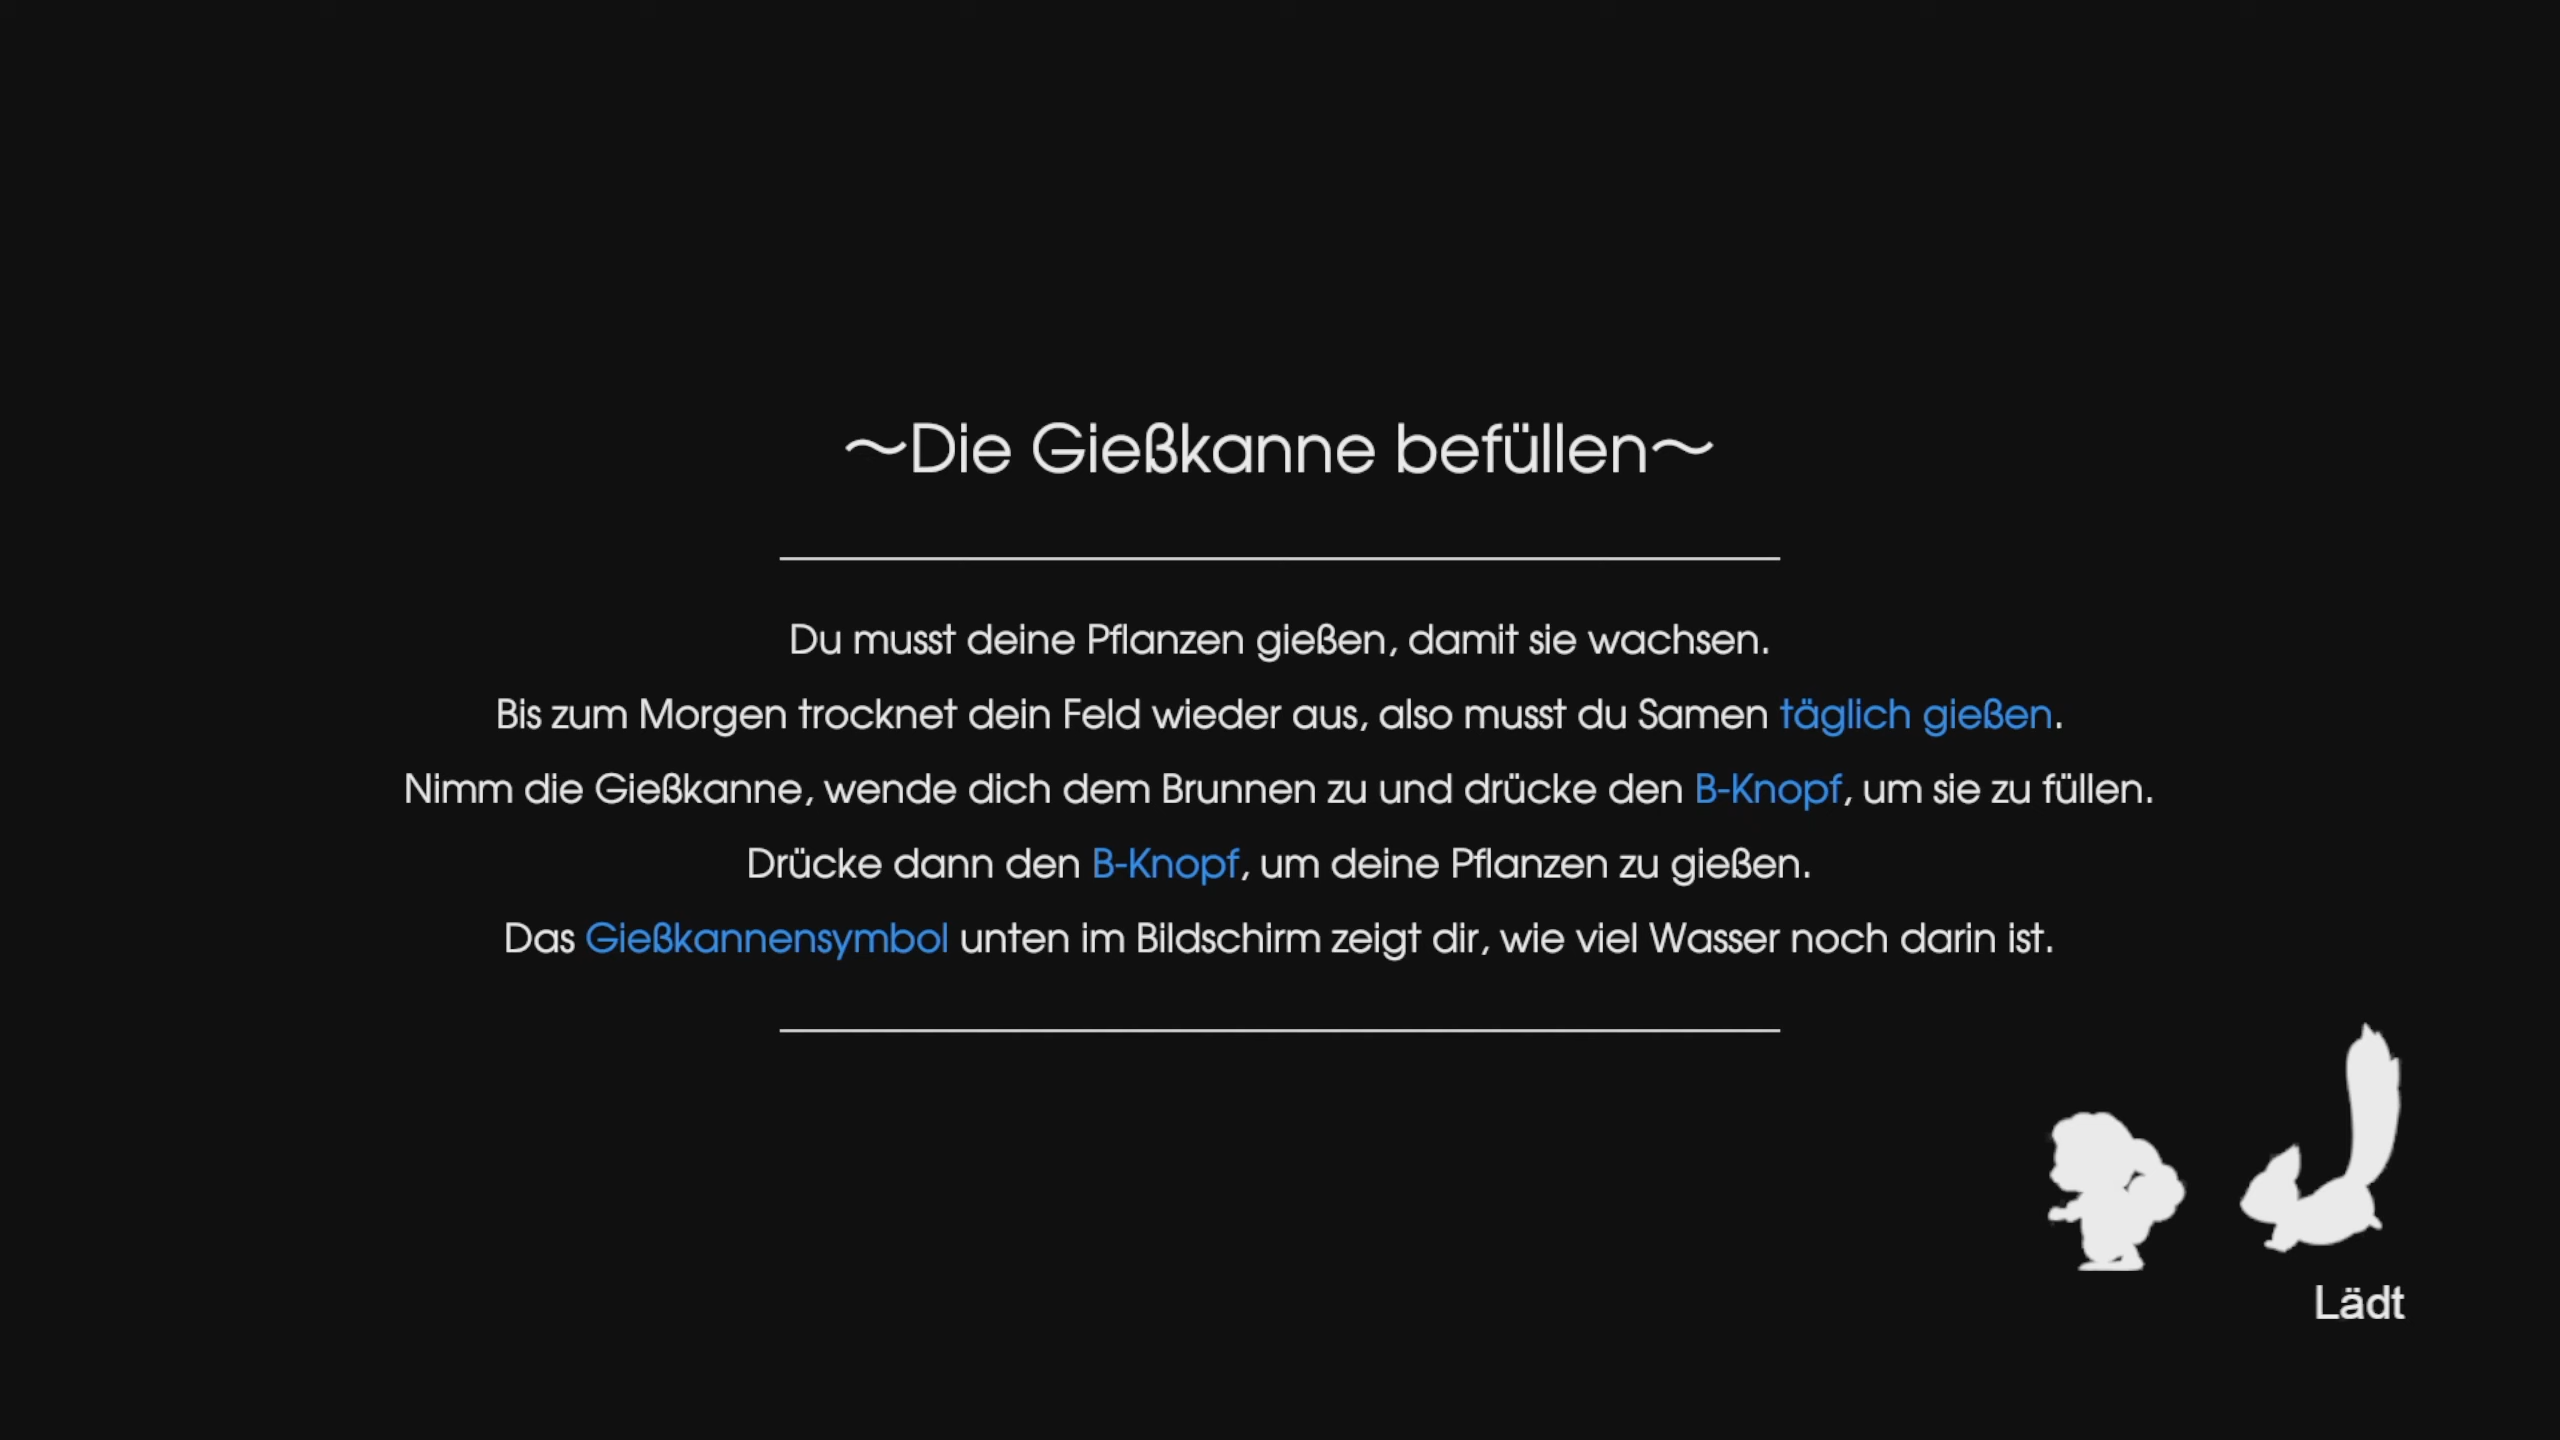 ～Die Gießkanne befüllen～
Du musst deine Pflanzen gießen, damit sie wachsen.
Bis zum Morgen trocknet dein Feld wieder aus, also musst du Samen täglich gießen.
Nimm die Gießkanne, wende dich dem Brunnen zu und drücke den B-Knopf, um sie zu füllen.
Drücke dann den B-Knopf, um deine Pflanzen zu gießen.
Das Gießkannensymbol unten im Bildschirm zeigt dir, wie viel Wasser noch darin ist.
Lädt